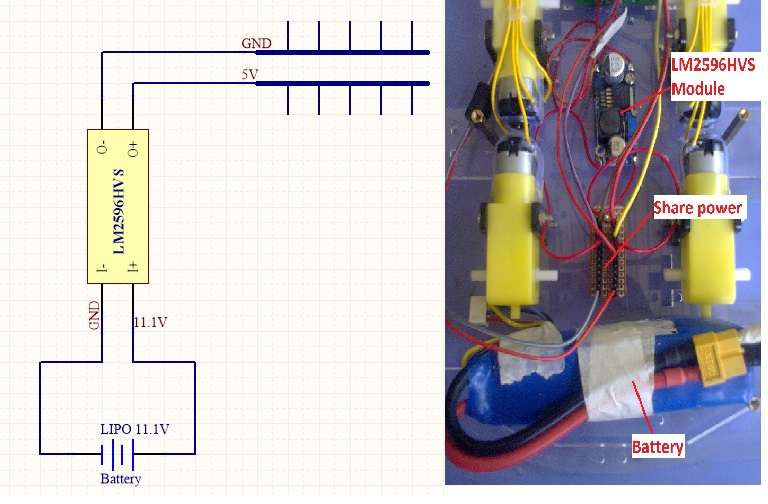 GND
5V
O-
O+
LM2596HVS
I-
I+
GND
11.1V
LIPO 11.1V
Battery
LM2596HVS
Module
Share power
Battery